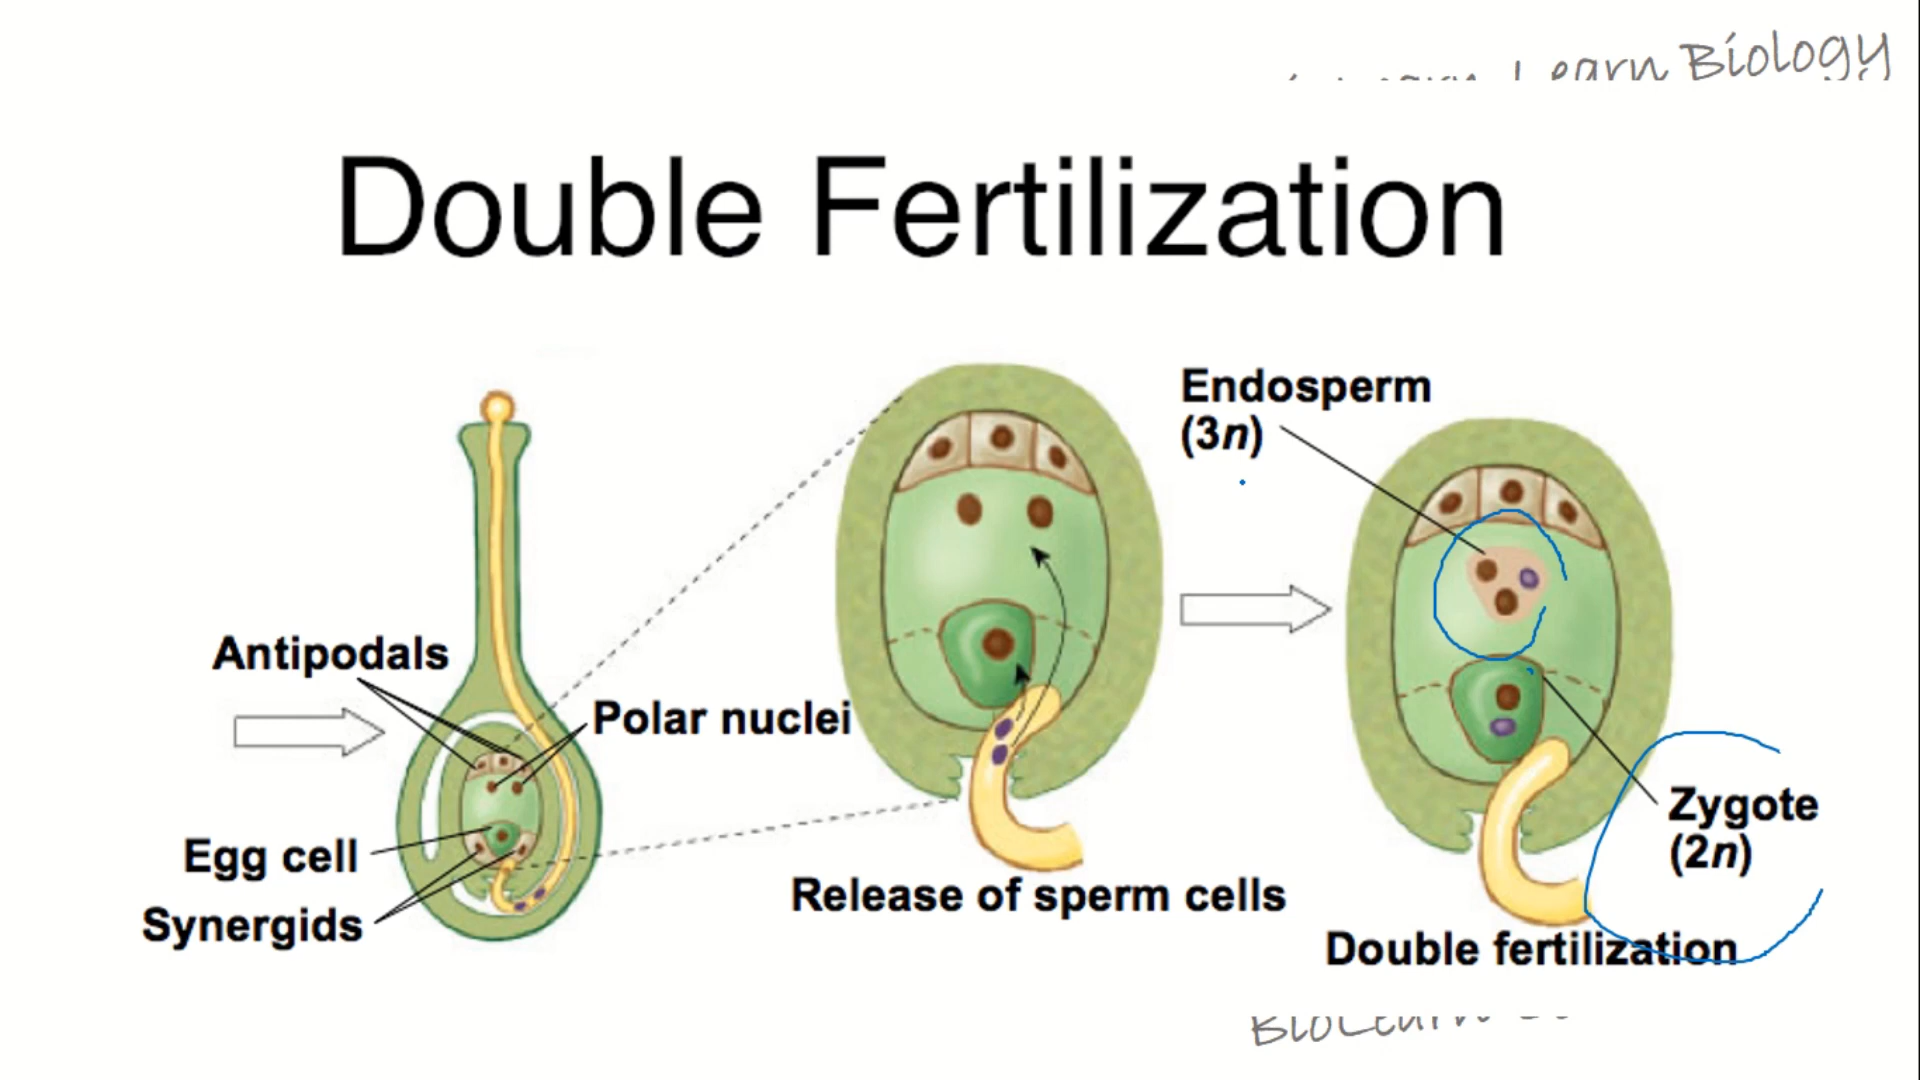 Learn Biology
Double Fertilization
Endosperm
(3n)
Antipodals
Polar nuclei
Egg cell
Synergids
Release of sperm cells
Zygote
(2n)
Double fertilization